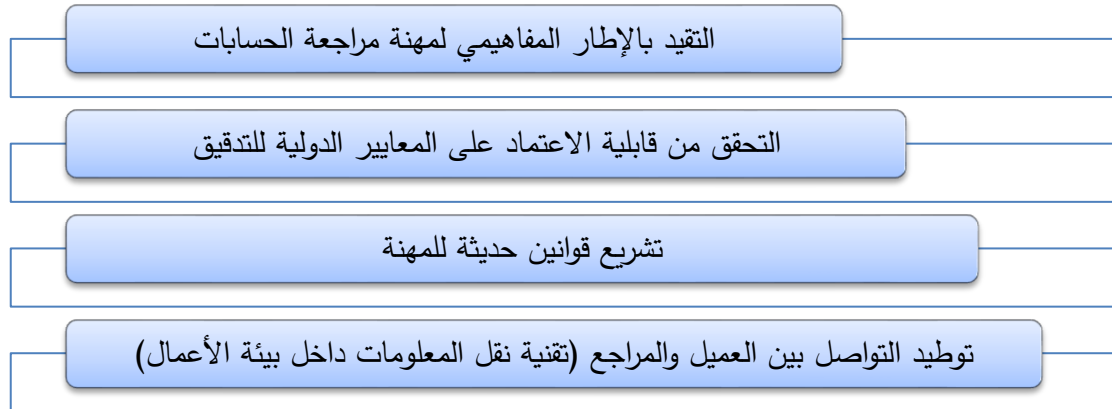 التقيد بالإطار المفاهيمي لمهنة مراجعة الحسابات
التحقق من قابلية الاعتماد على المعايير الدولية للتدقيق
تشريع قوانين حديثة للمهنة
توطيد التواصل بين العميل والمراجع (تقنية نقل المعلومات داخل بيئة الأعمال)